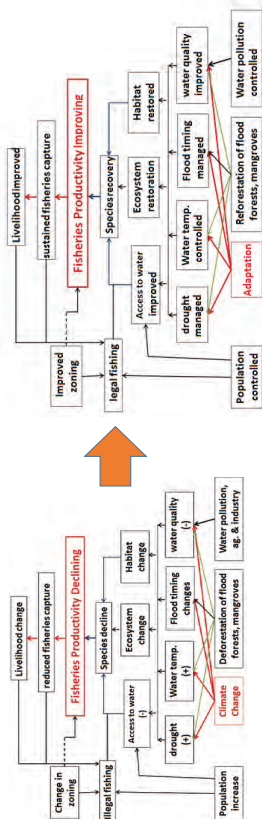 Livelihood change
reduced fisheries capture
Fisheries Productivity Declining
Change in
zoning
Species decline
illegal fishing
Ecosystem
change
Habitat
change
Access to water
(-)
drought
(+)
Water temp.
(+)
Flood timing
changes
water quality
(-)
Population
increase
Climate
Change
Deforestation of flood
forests, mangroves
Water pollution,
ag. & industry
Livelihood improved
sustained fisheries capture
Fisheries Productivity Improving
Improved
zoning
Species recovery
legal fishing
Ecosystem
restoration
Habitat
restored
Access to water
improved
drought
managed
Water temp.
controlled
Flood timing
managed
water quality
improved
Population
controlled
Adaptation
Reforestation of flood
forests, mangroves
Water pollution
controlled